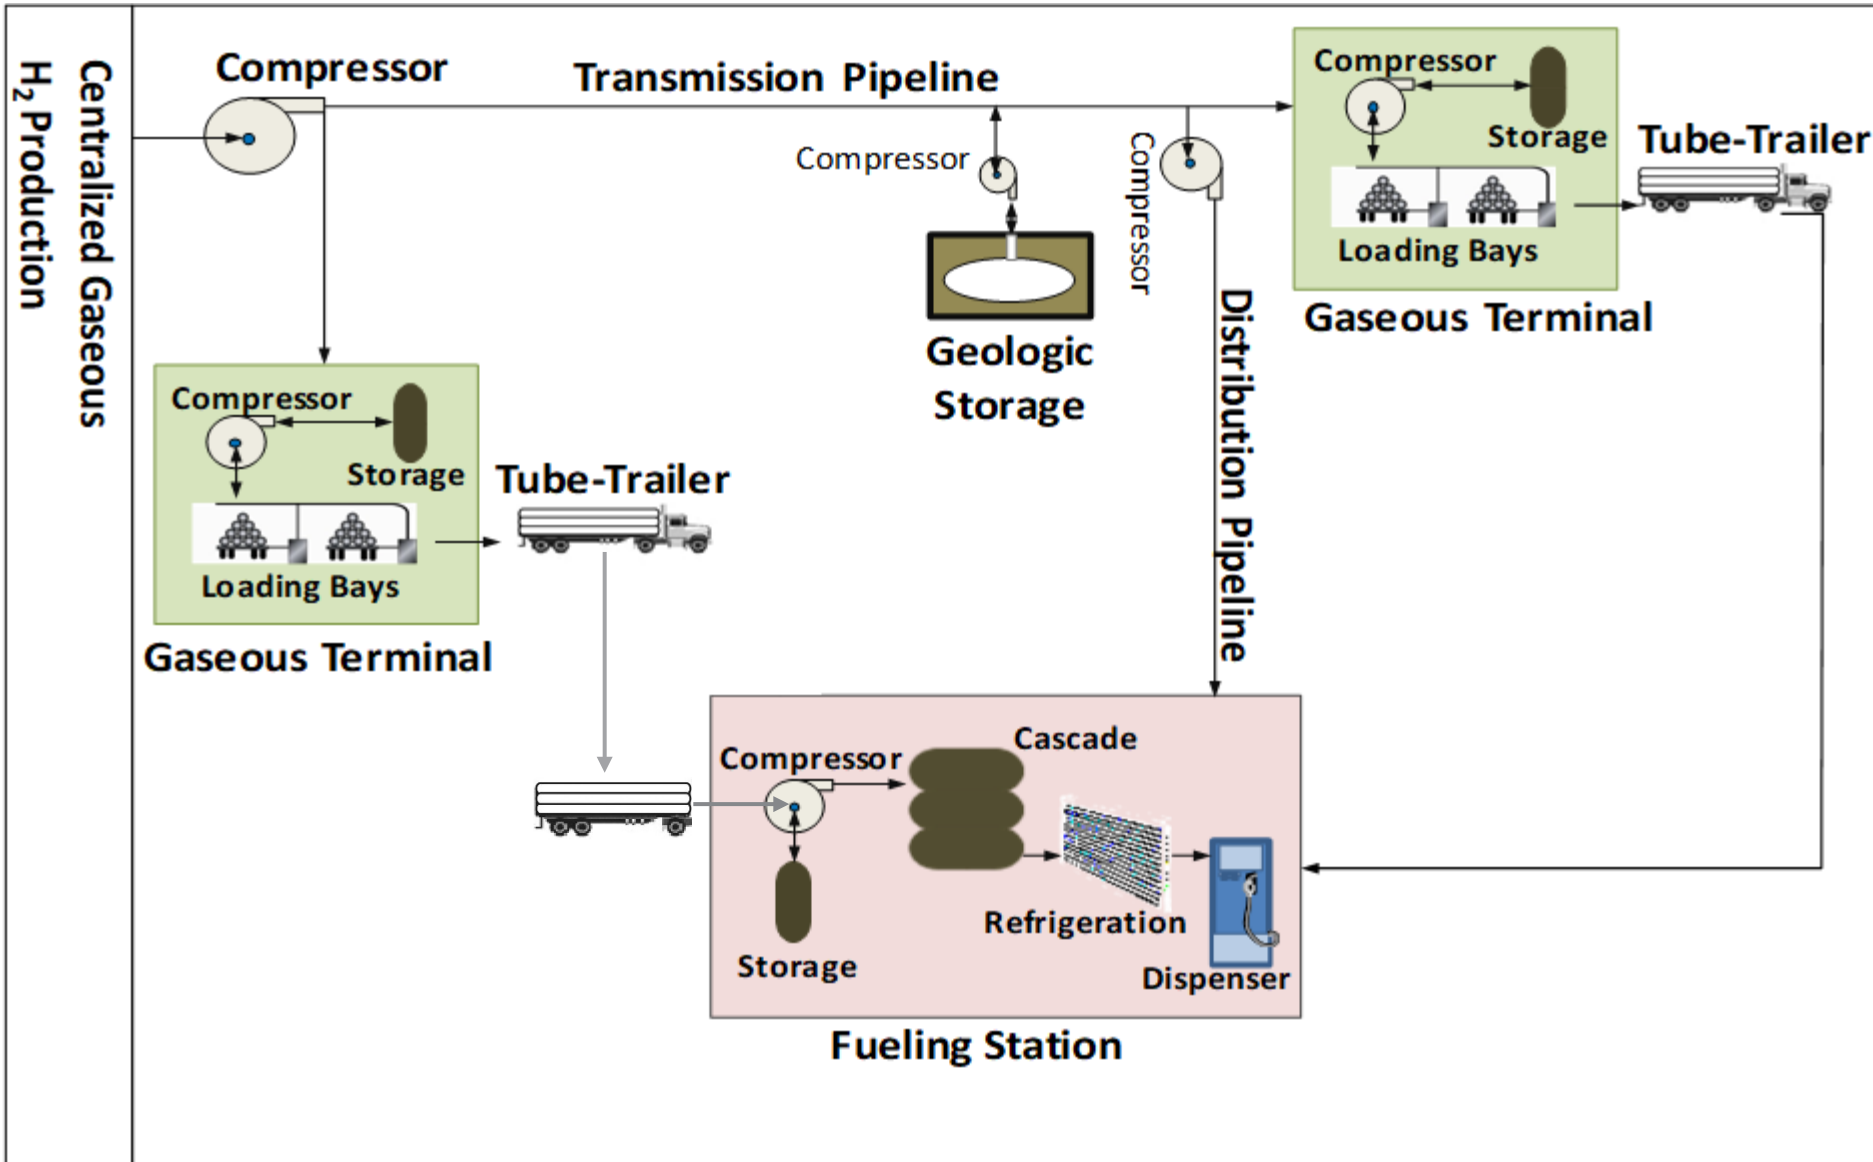 Centralized Gaseous
H₂ Production
Compressor
Transmission Pipeline
Compressor
Compressor
Geologic
Storage
Distribution Pipeline
Compressor
Storage
Loading Bays
Gaseous Terminal
Tube-Trailer
Compressor
Storage
Loading Bays
Gaseous Terminal
Tube-Trailer
Compressor
Cascade
Storage
Refrigeration
Dispenser
Fueling Station